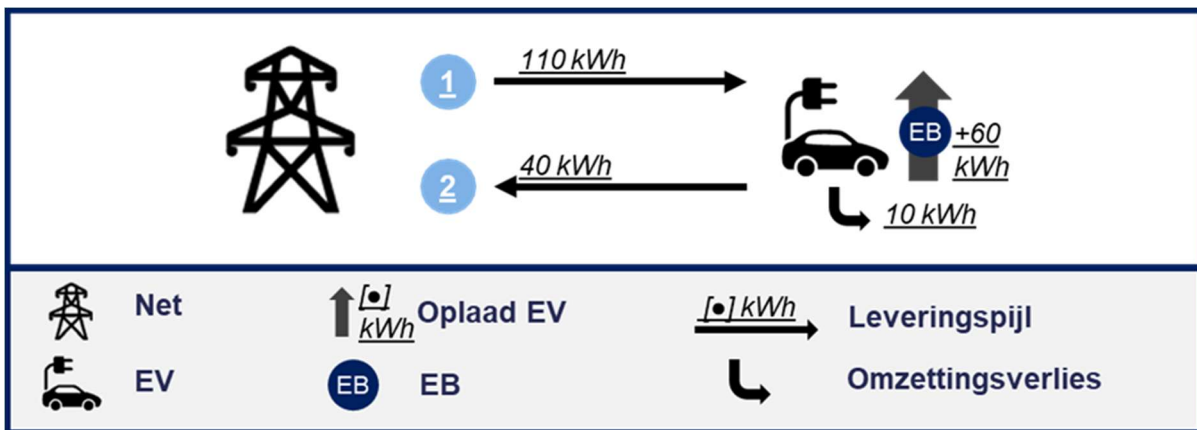 1
110 kWh
EB
+60
kWh
2
40 kWh
10 kWh
Net
[•]
kWh
Oplaad EV
[•] kWh
Leveringspijl
EV
EB
EB
Omzettingsverlies